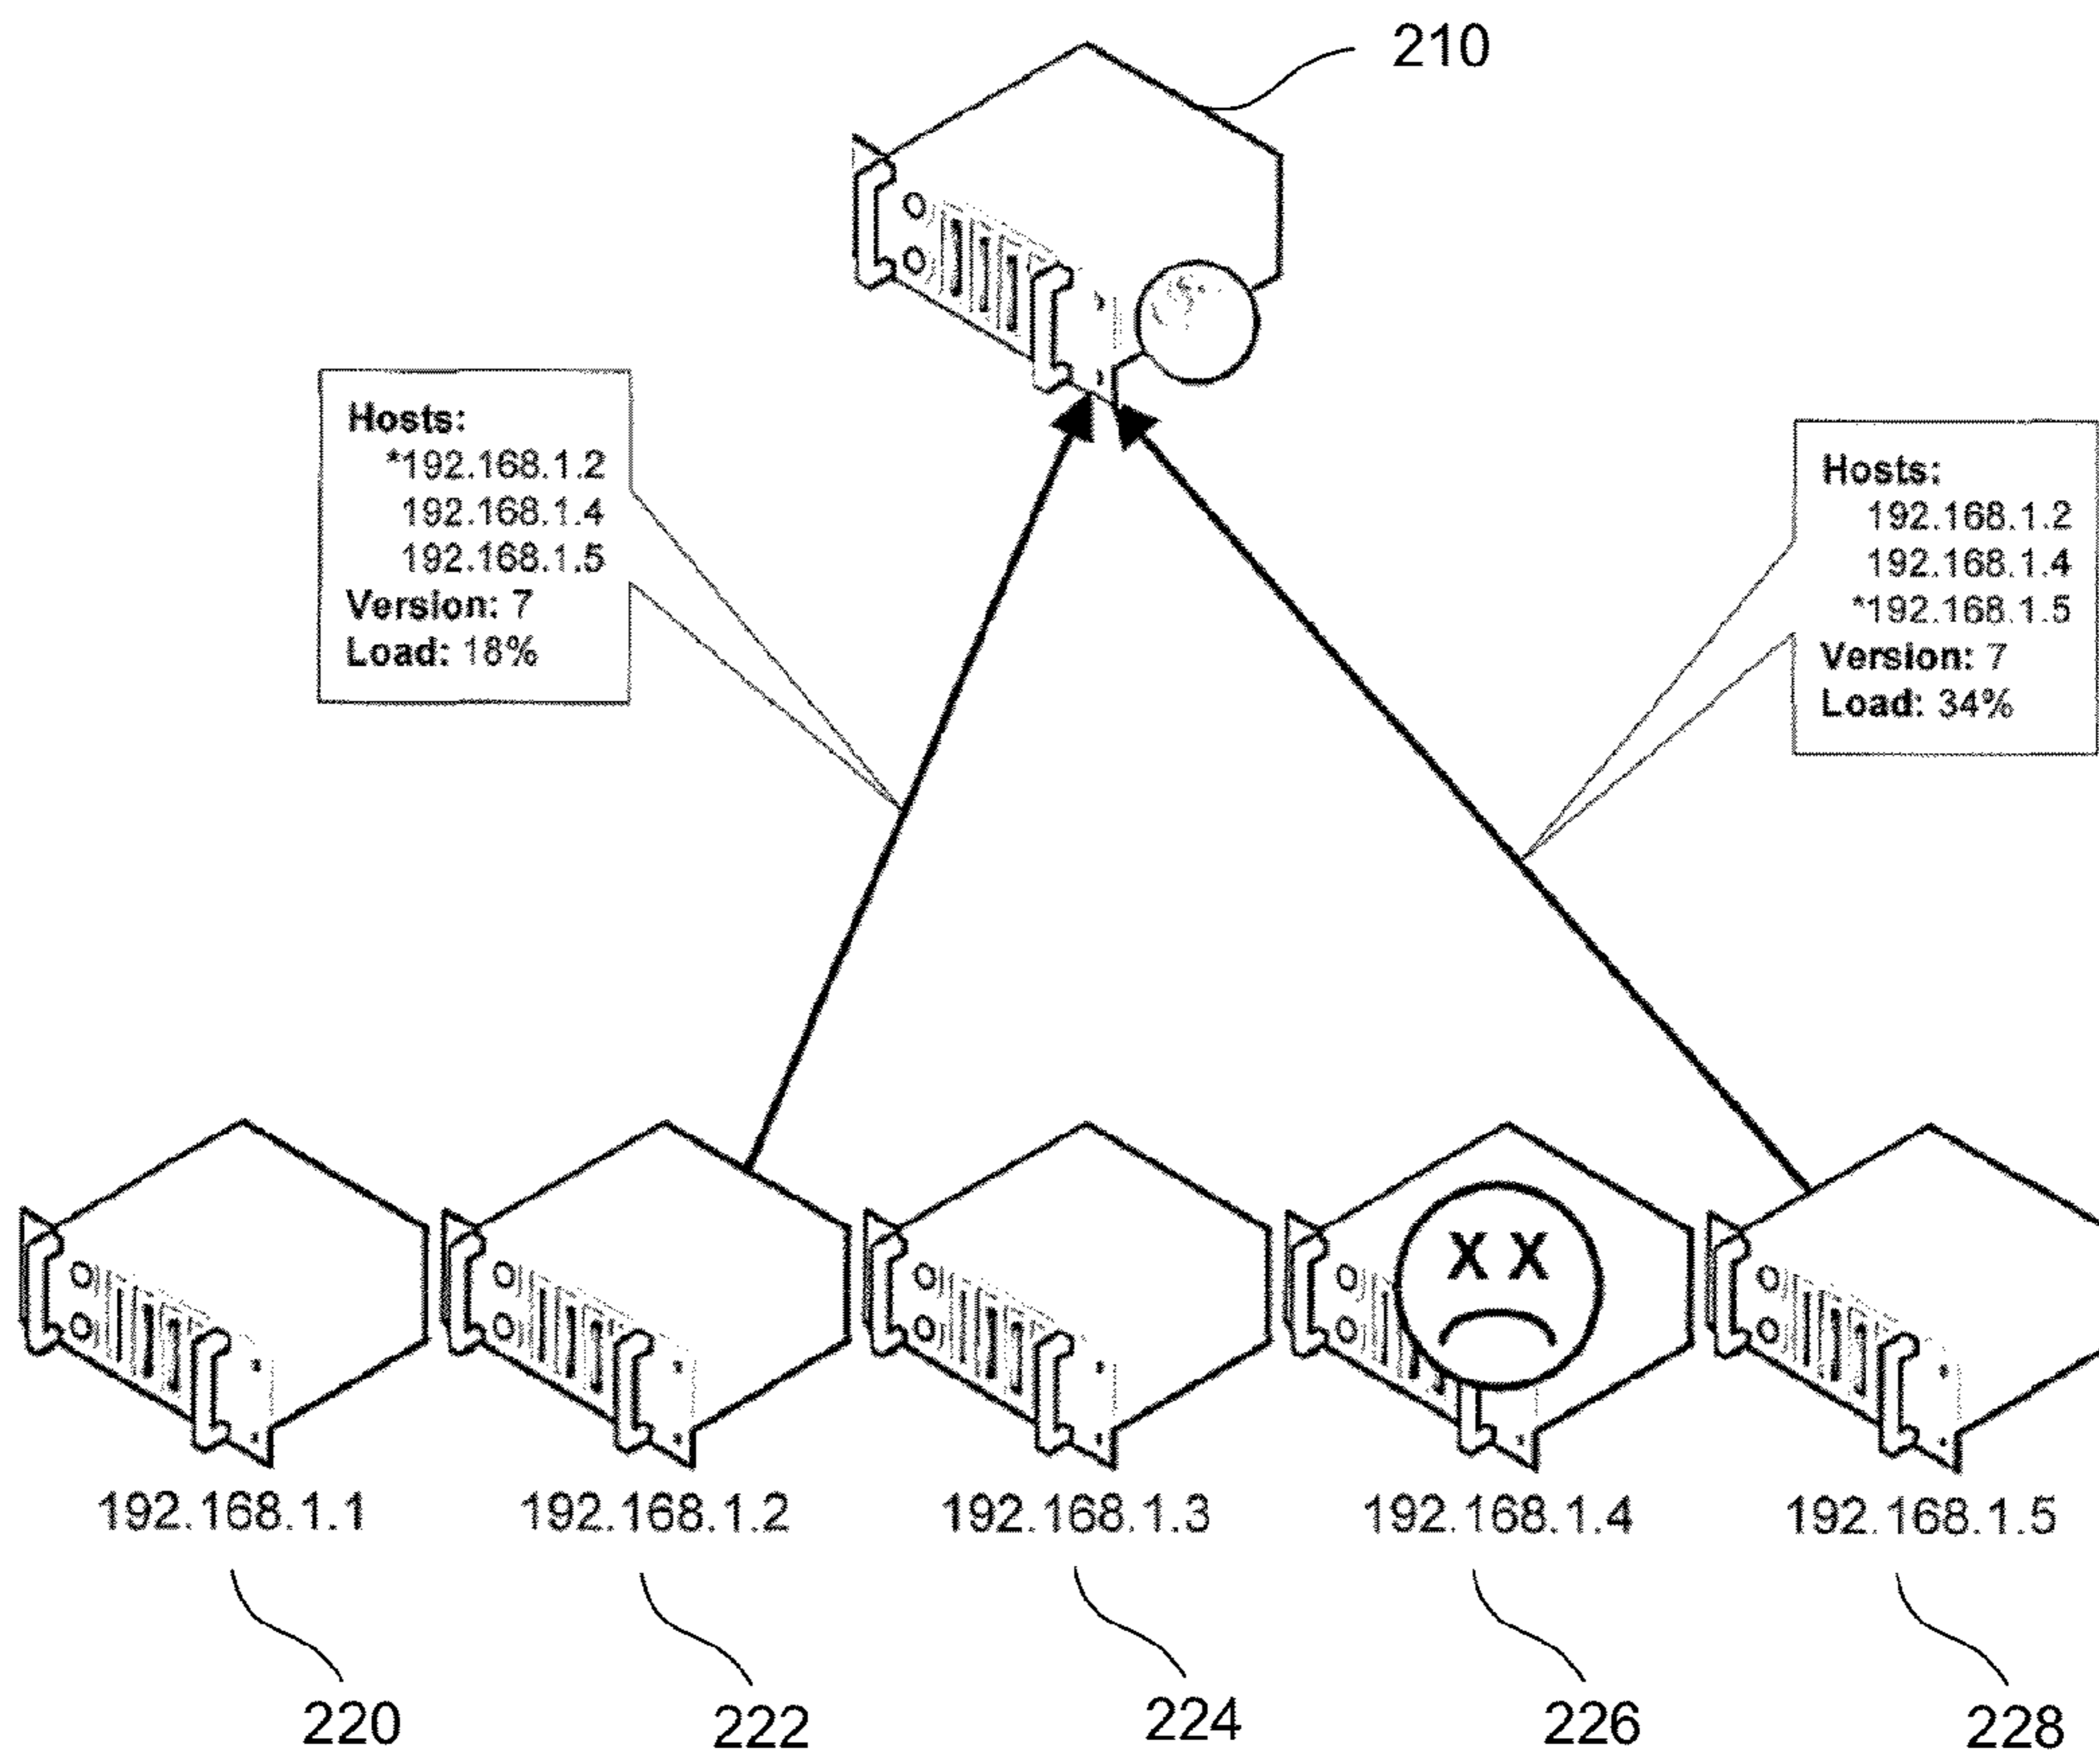 210
Hosts:
*192.168.1.2
192.168.1.4
192.168.1.5
Version: 7
Load: 18%
Hosts:
192.168.1.2
192.168.1.4
*192.168.1.5
Version: 7
Load: 34%
X X
192.168.1.1
192.168.1.2
192.168.1.3
192.168.1.4
192.168.1.5
220
222
224
226
228